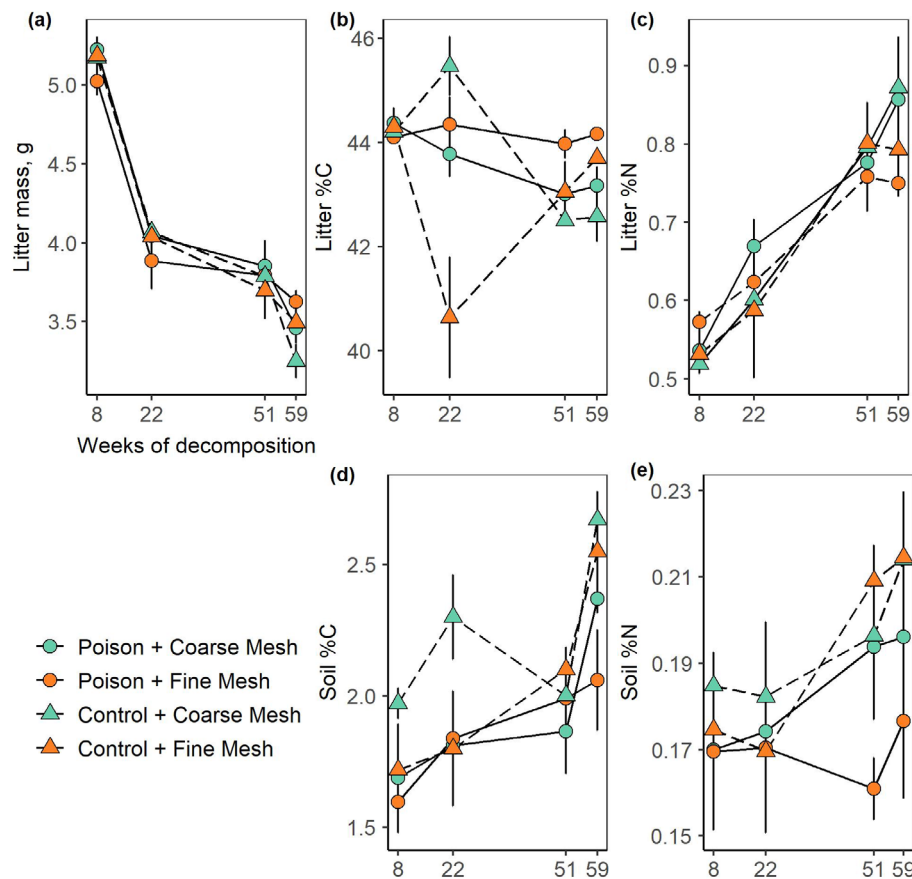 (a)
(b)
(c)
Litter mass, g
5.0
4.5
4.0
3.5
8 22 51 59
Weeks of decomposition
Litter %C
46
44
42
40
8 22 51 59
Litter %N
0.9
0.8
0.7
0.6
0.5
8 22 51 59
(d)
(e)
Soil %C
2.5
2.0
1.5
8 22 51 59
Soil %N
0.23
0.21
0.19
0.17
0.15
8 22 51 59
Poison + Coarse Mesh
Poison + Fine Mesh
Control + Coarse Mesh
Control + Fine Mesh